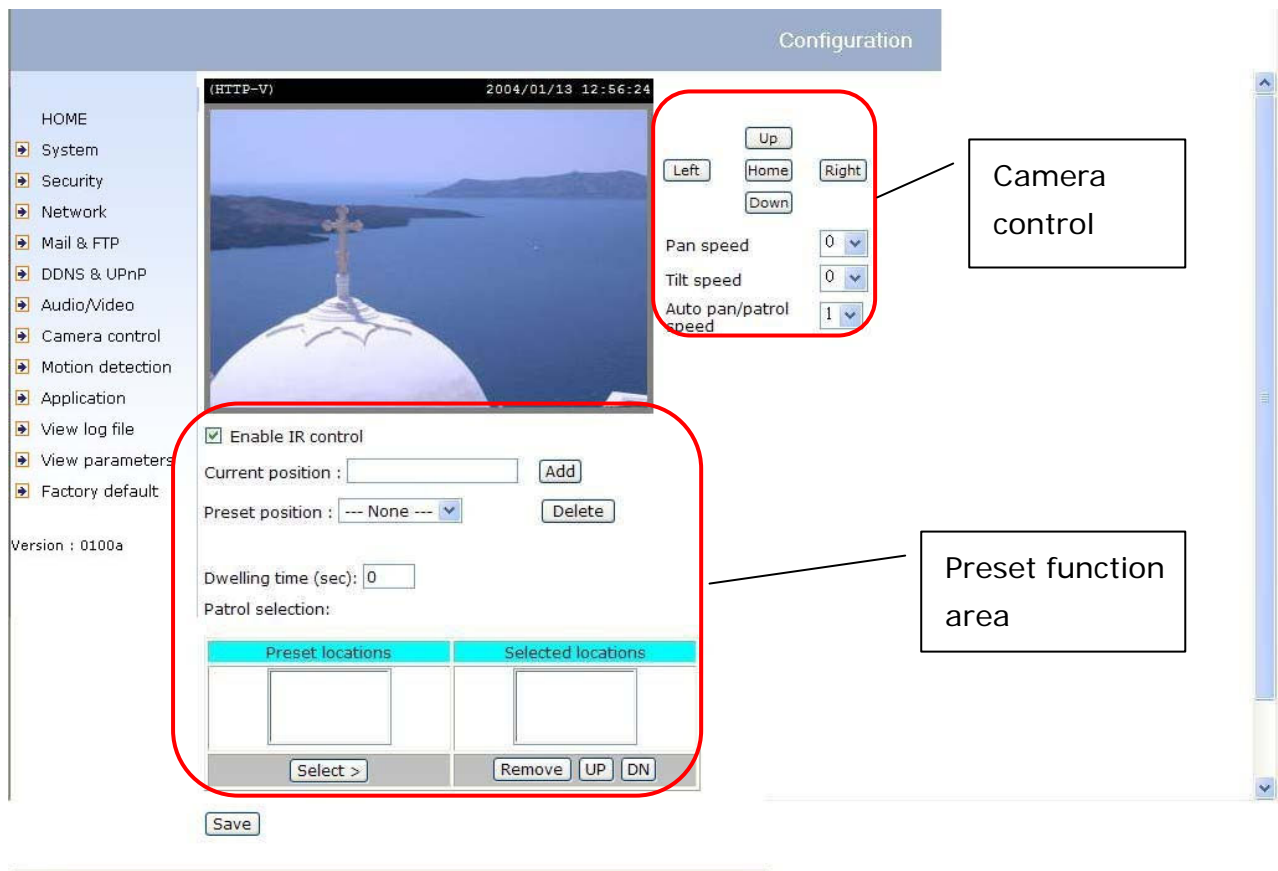 Configuration
(HTTP-V) 2004/01/13 12:56:24
HOME
System
Security
Network
Mail & FTP
DDNS & UPnP
Audio/Video
Camera control
Motion detection
Application
View log file
View parameters
Factory default
Version : 0100a
Up
Left Home Right
Down
Pan speed 0
Tilt speed 0
Auto pan/patrol speed 1
Camera control
Enable IR control
Current position : Add
Preset position : --- None --- Delete
Dwelling time (sec): 0
Patrol selection:
Preset locations Selected locations
Select > Remove UP DN
Preset function area
Save